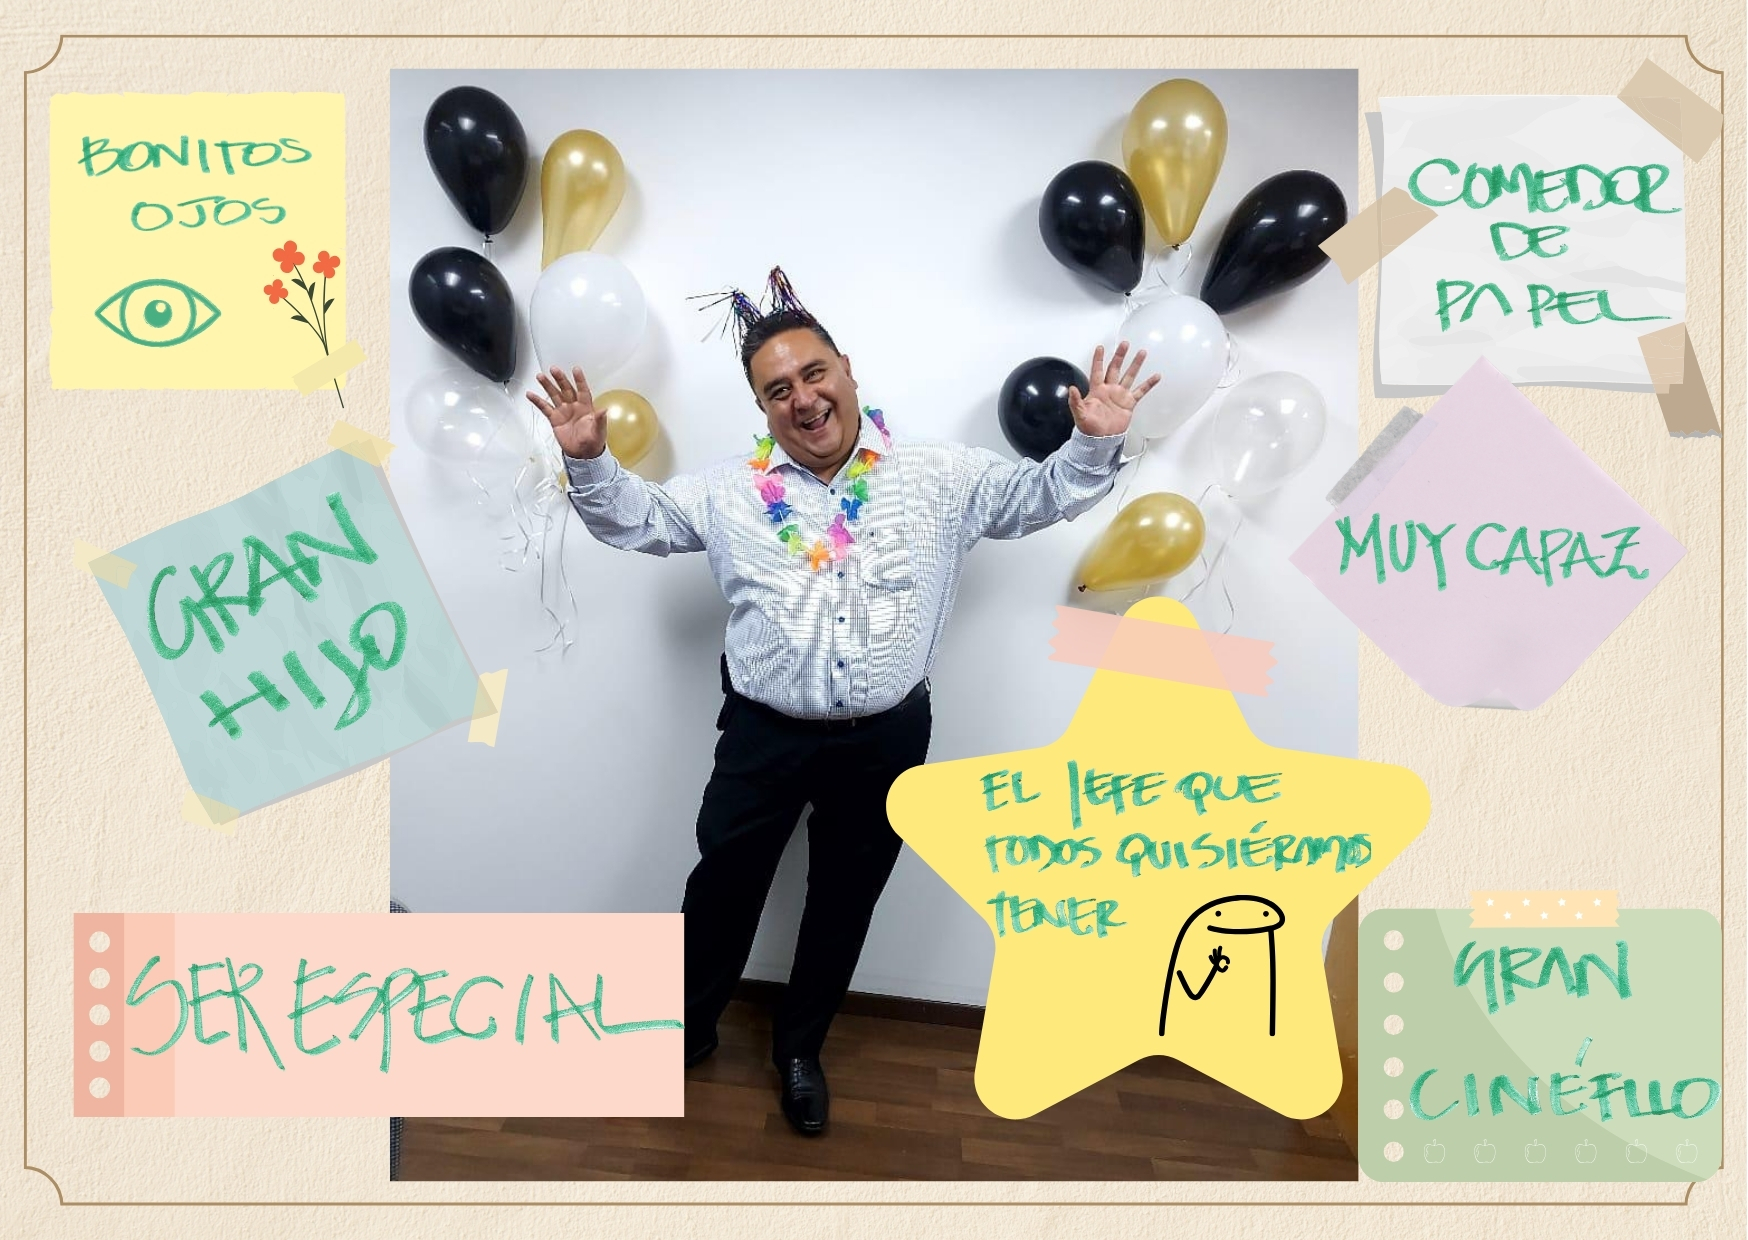 BONITOS
OJOS
COMEDOR
DE
PAPEL
GRAN
HIJO
MUY CAPAZ
EL JEFE QUE
TODOS QUISIÉRAMOS
TENER
SER ESPECIAL
GRAN
CINÉFILO